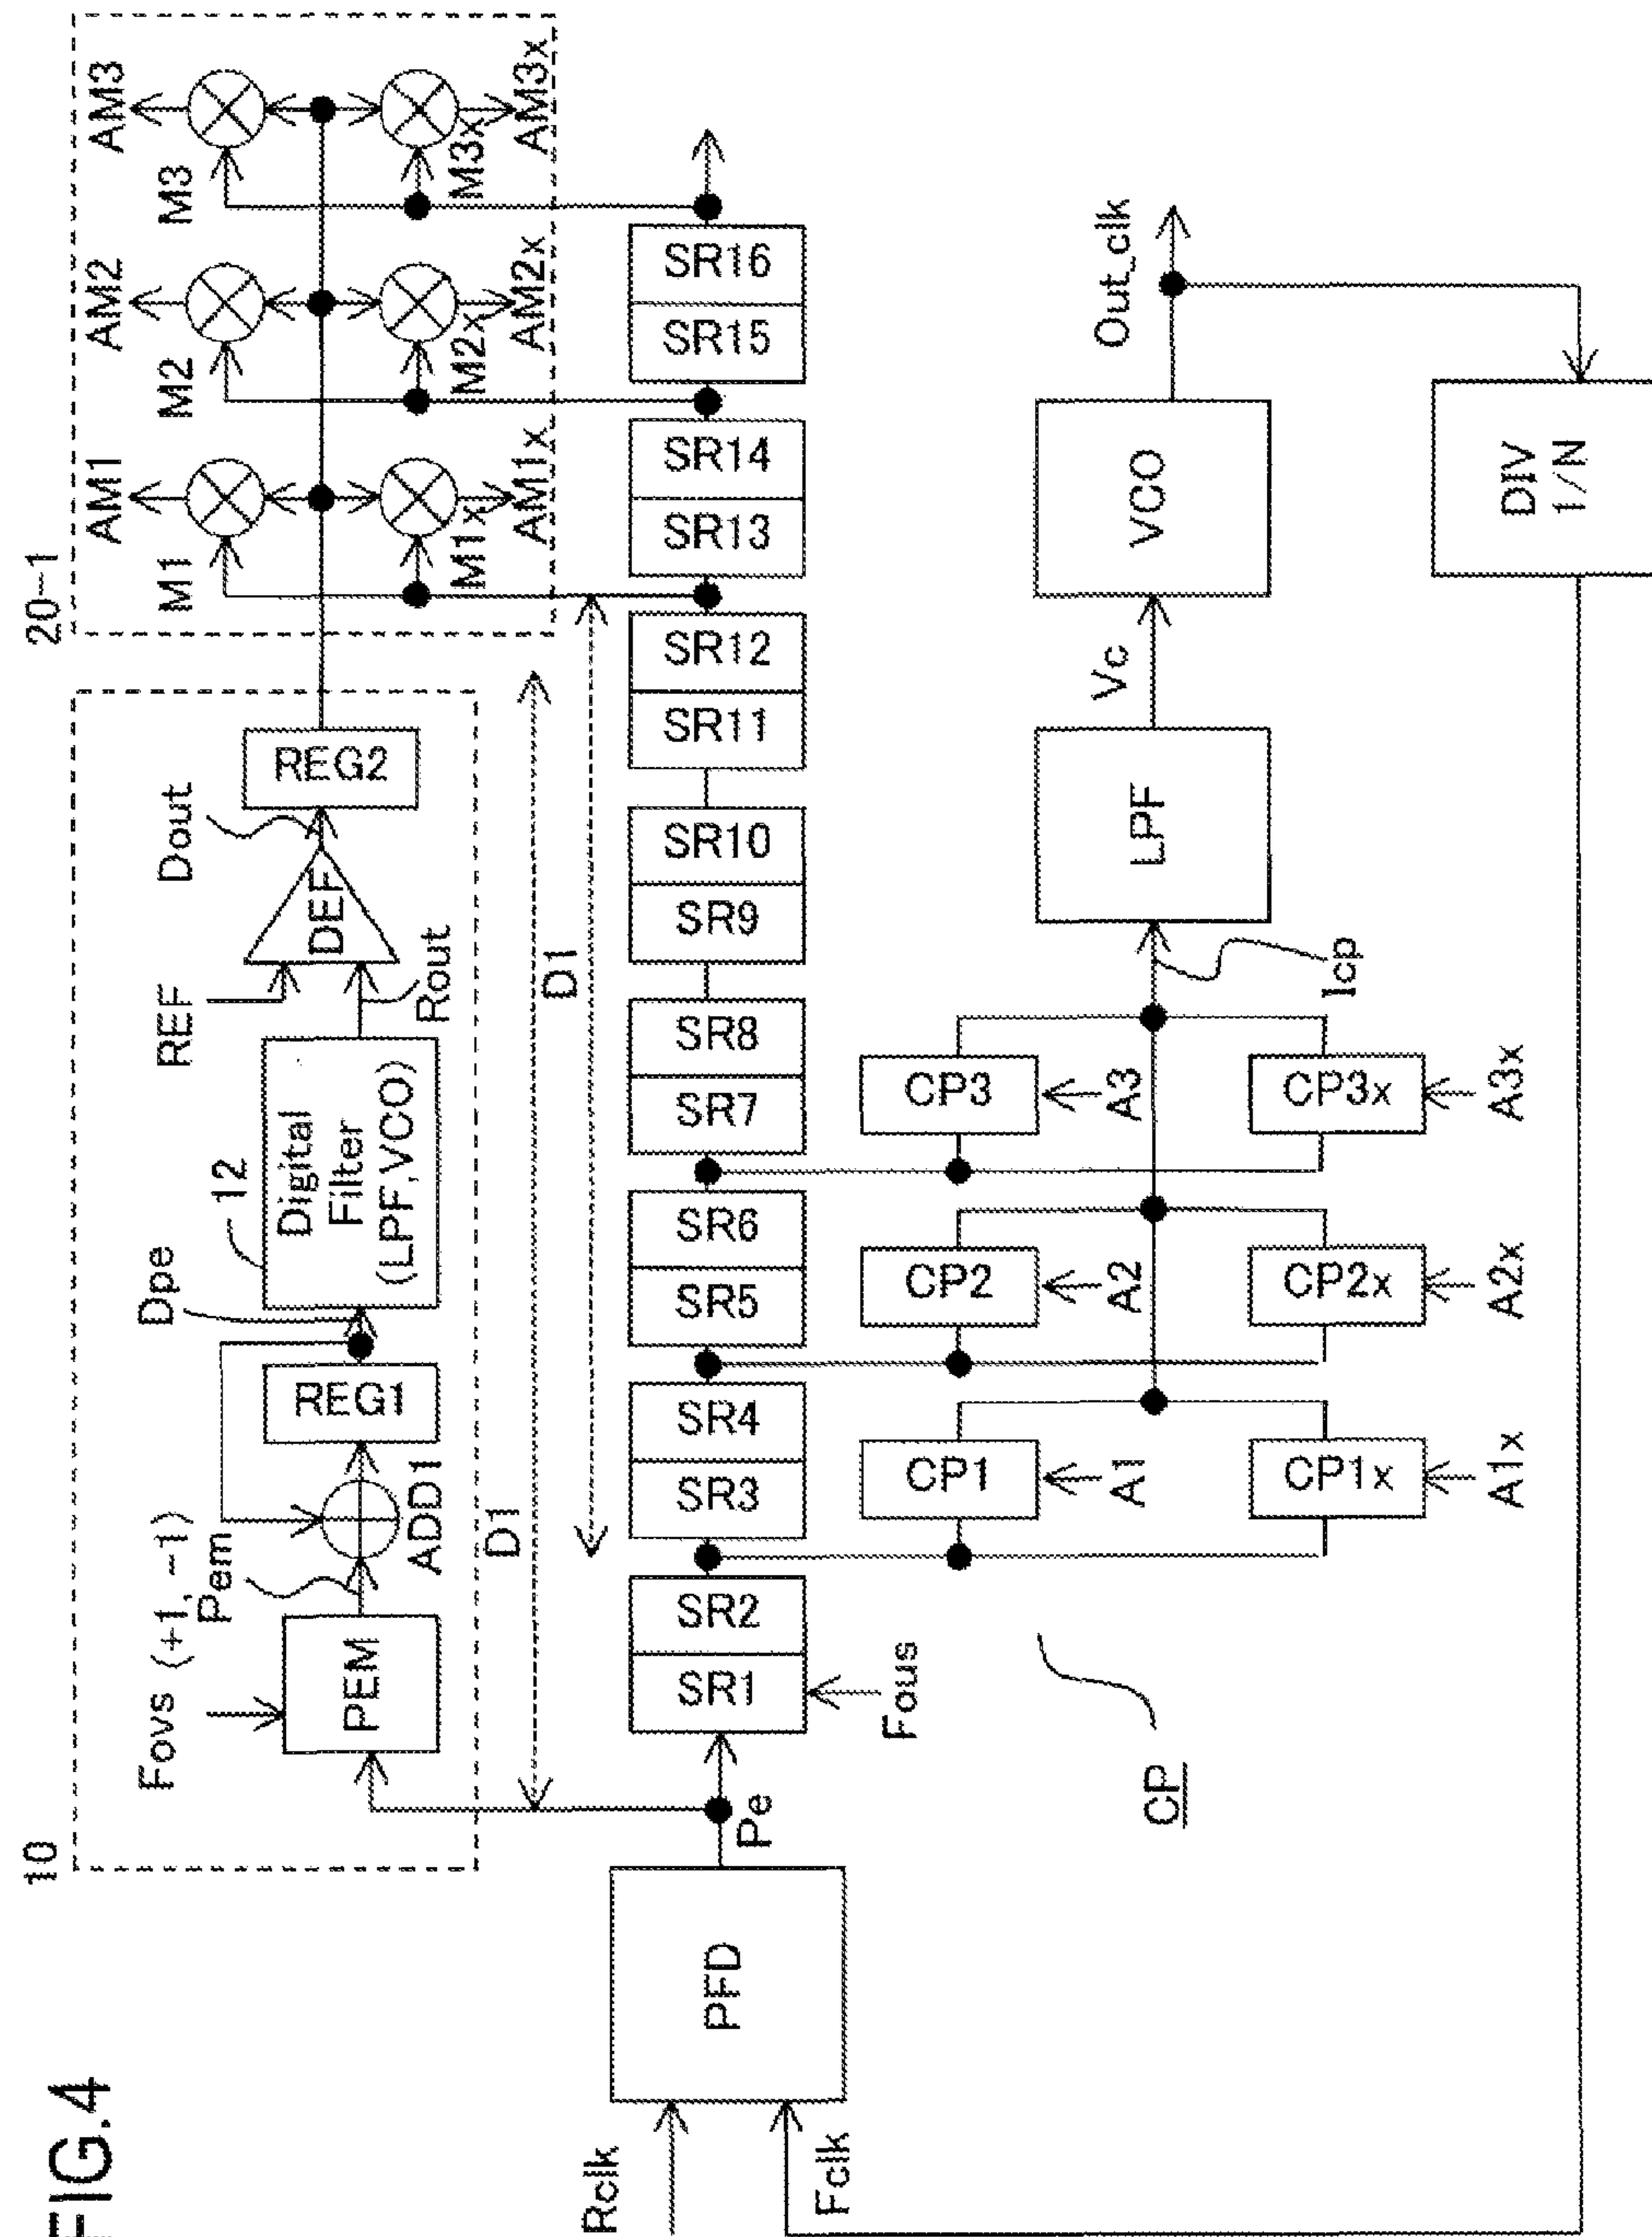 FIG.4
10
Fovs (+1, -1)
PEM
Pem
ADD1
REG1
Dpe
12
Digital
Filter
(LPF,VCO)
Rout
REF
DEF
Dout
REG2
20-1
M1
AM1
M1x
AM1x
M2
AM2
M2x
AM2x
M3
AM3
M3x
AM3x
D1
D1
Rclk
Fclk
PFD
Pe
SR1
SR2
SR3
SR4
SR5
SR6
SR7
SR8
SR9
SR10
SR11
SR12
SR13
SR14
SR15
SR16
Fous
CP
CP1
A1
CP1x
A1x
CP2
A2
CP2x
A2x
CP3
A3
CP3x
A3x
Icp
LPF
Vc
VCO
Out_clk
DIV
1/N